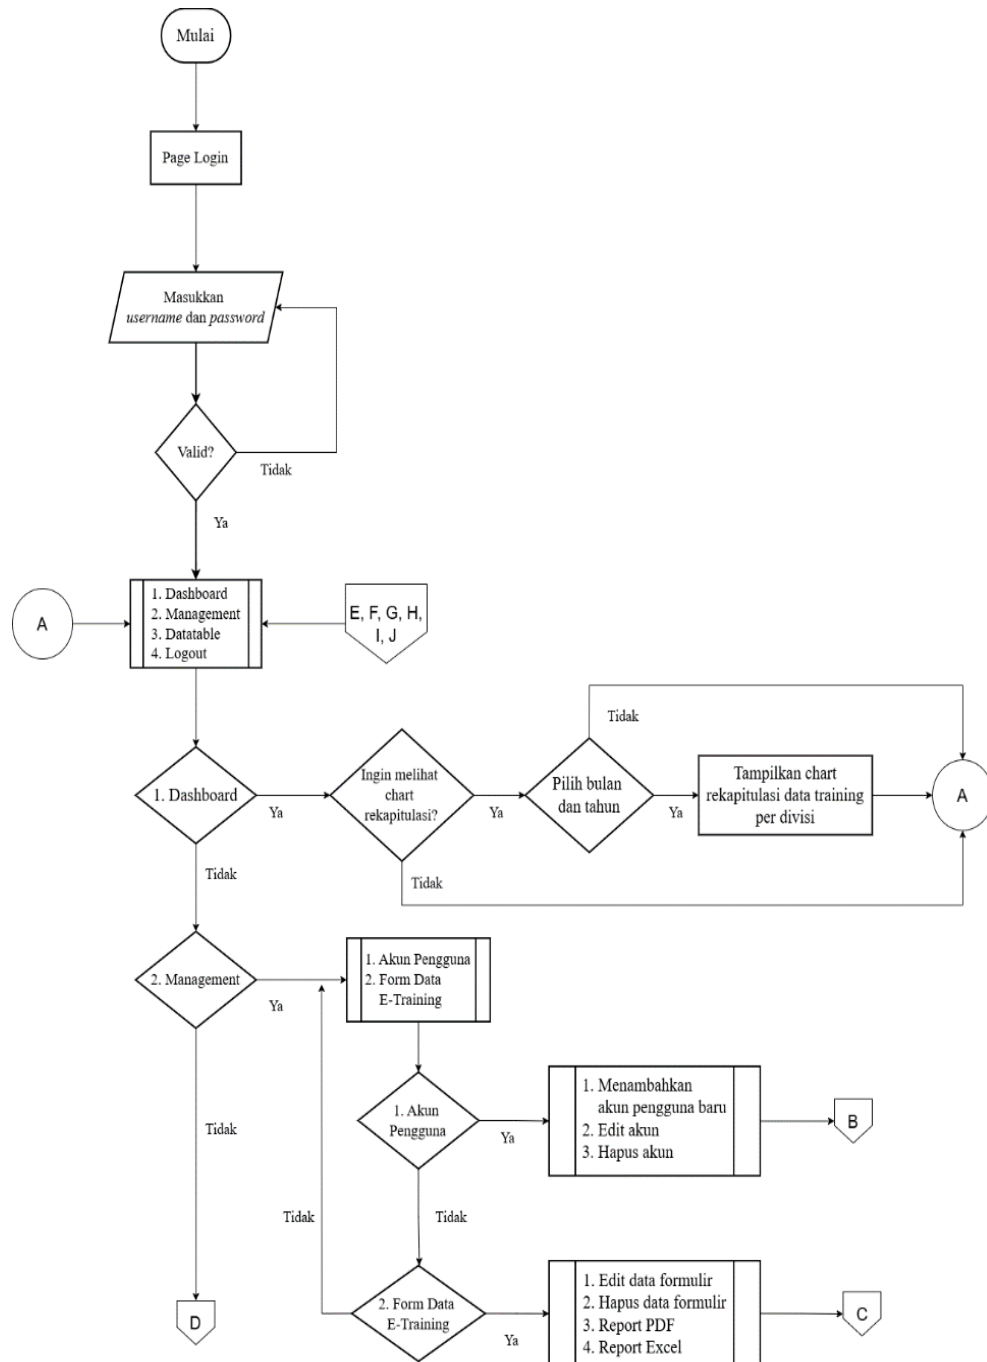 Mulai
Page Login
Masukkan
username dan password
Valid?
Tidak
Ya
A
1. Dashboard
2. Management
3. Datatable
4. Logout
E, F, G, H,
I, J
1. Dashboard
Ya
Ingin melihat
chart
rekapitulasi?
Ya
Pilih bulan
dan tahun
Tidak
Ya
Tampilkan chart
rekapitulasi data training
per divisi
A
Tidak
Tidak
2. Management
Ya
1. Akun Pengguna
2. Form Data
E-Training
1. Akun
Pengguna
Ya
1. Menambahkan
akun pengguna baru
2. Edit akun
3. Hapus akun
B
Tidak
Tidak
Tidak
D
2. Form Data
E-Training
Ya
1. Edit data formulir
2. Hapus data formulir
3. Report PDF
4. Report Excel
C